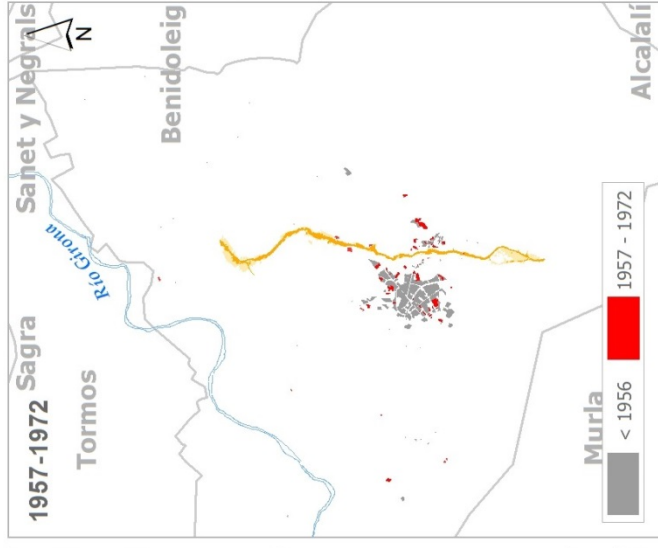 1957-1972
Sagra
Sanet y Negrals
N
Tormos
Río Girona
Benidoleig
Murla
Alcalalí
< 1956
1957 - 1972